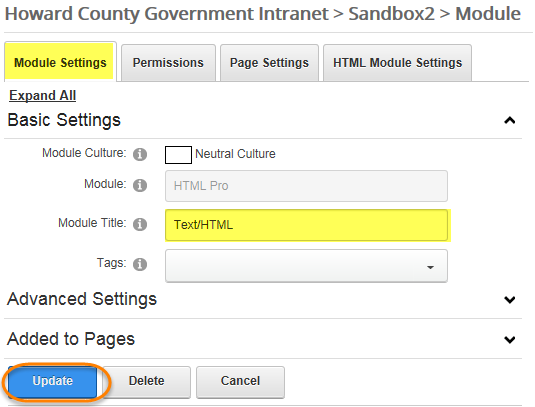 Howard County Government Intranet > Sandbox2 > Module
Module Settings Permissions Page Settings HTML Module Settings
Expand All
Basic Settings
Module Culture: Neutral Culture
Module: HTML Pro
Module Title: Text/HTML
Tags:
Advanced Settings
Added to Pages
Update Delete Cancel